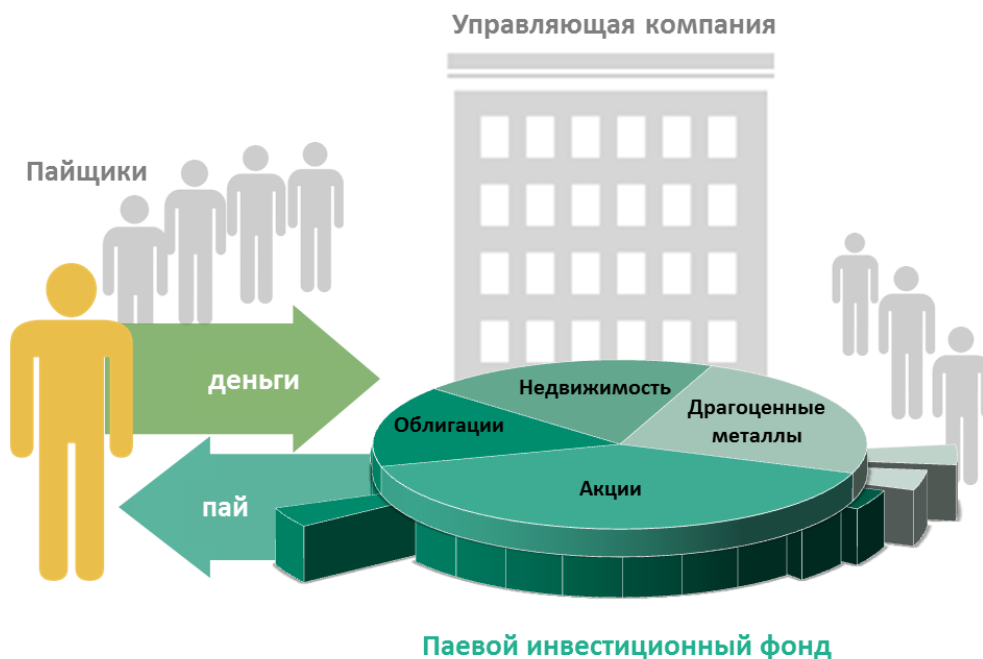 Управляющая компания
Пайщики
деньги
Недвижимость
Драгоценные
металлы
Облигации
Акции
пай
Паевой инвестиционный фонд